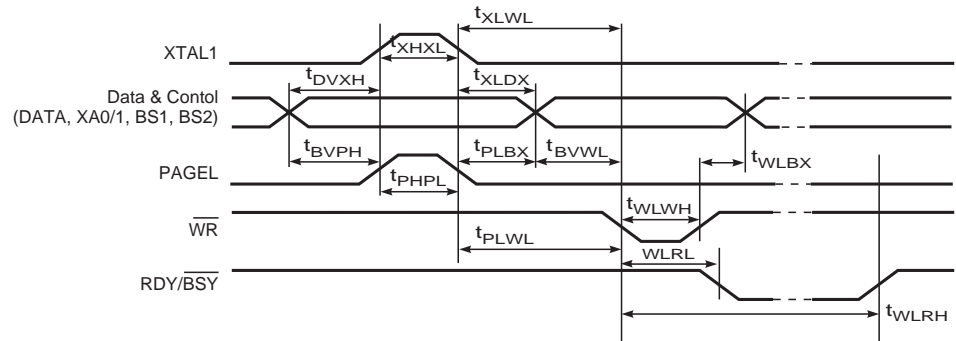 tXLWL
XTAL1
tXHXL
tDVXH
tXLDX
Data & Contol
(DATA, XA0/1, BS1, BS2)
tBVPH
tPLBX
tBVWL
tWLBX
PAGEL
tPHPL
tWLWH
WR
tPLWL
WLRL
RDY/BSY
tWLRH